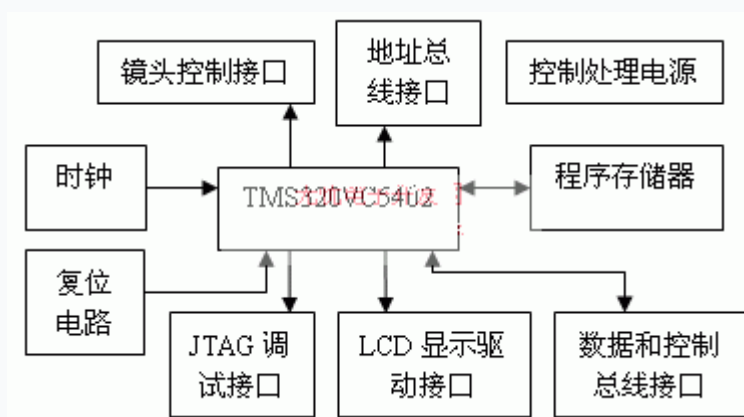 镜头控制接口
地址总
线接口
控制处理电源
时钟
TMS320VC5402
程序存储器
复位
电路
JTAG 调
试接口
LCD 显示驱
动接口
数据和控制
总线接口